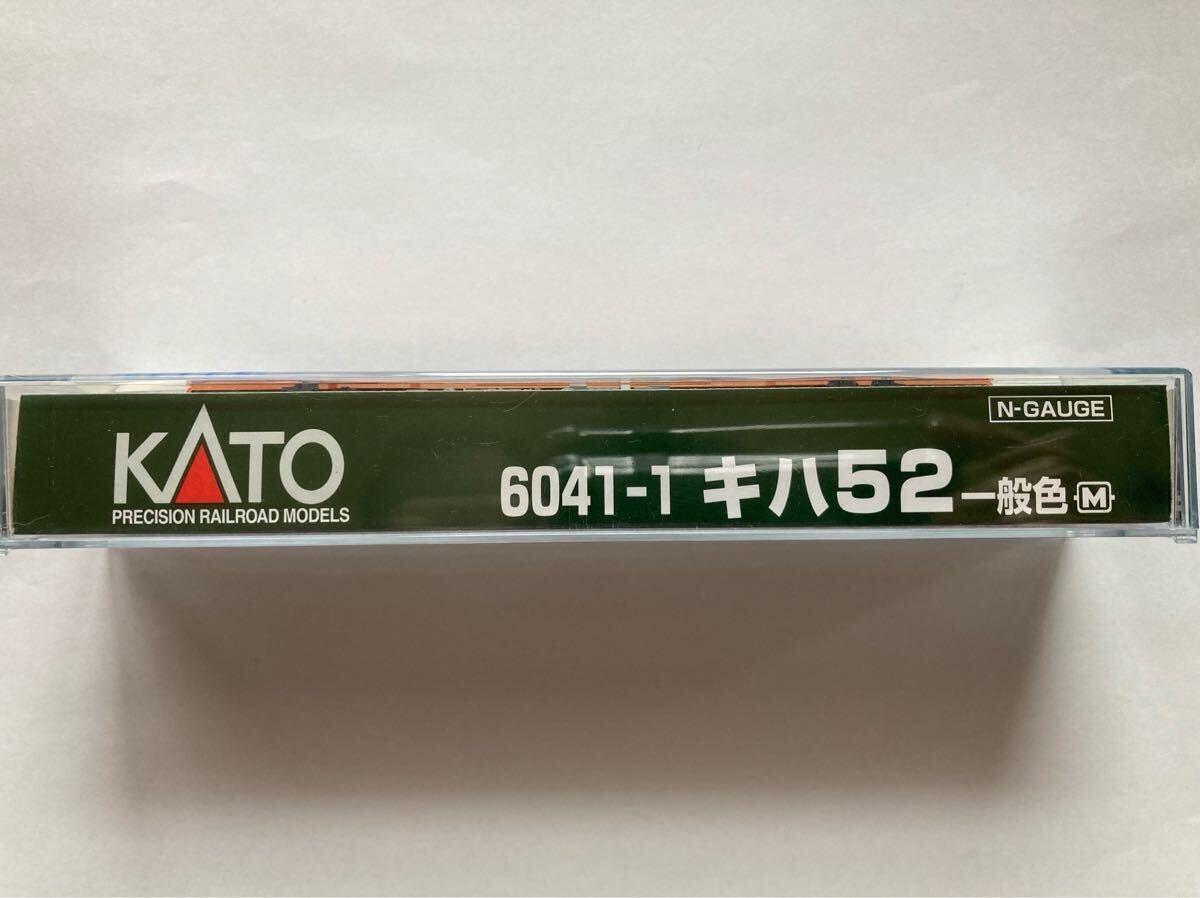 N-GAUGE
KATO
6041-1 キハ52 一般色 M
PRECISION RAILROAD MODELS